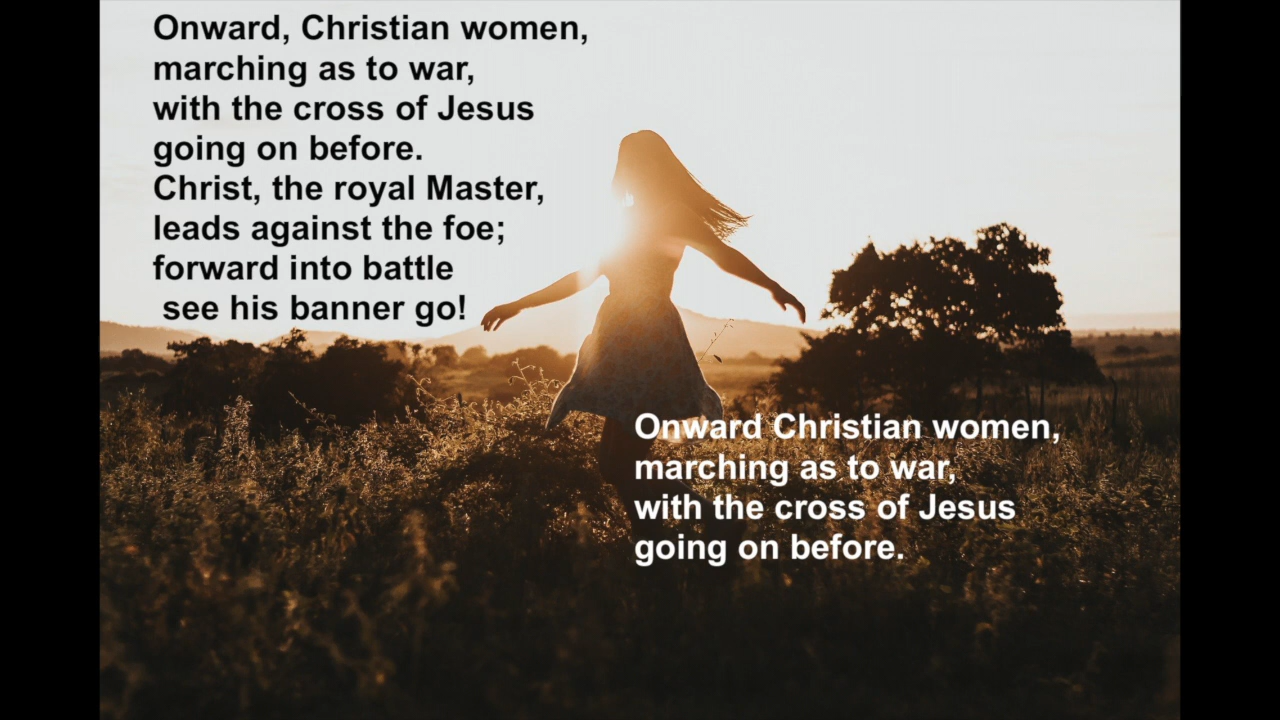 Onward, Christian women,
marching as to war,
with the cross of Jesus
going on before.
Christ, the royal Master,
leads against the foe;
forward into battle
see his banner go!
Onward Christian women,
marching as to war,
with the cross of Jesus
going on before.